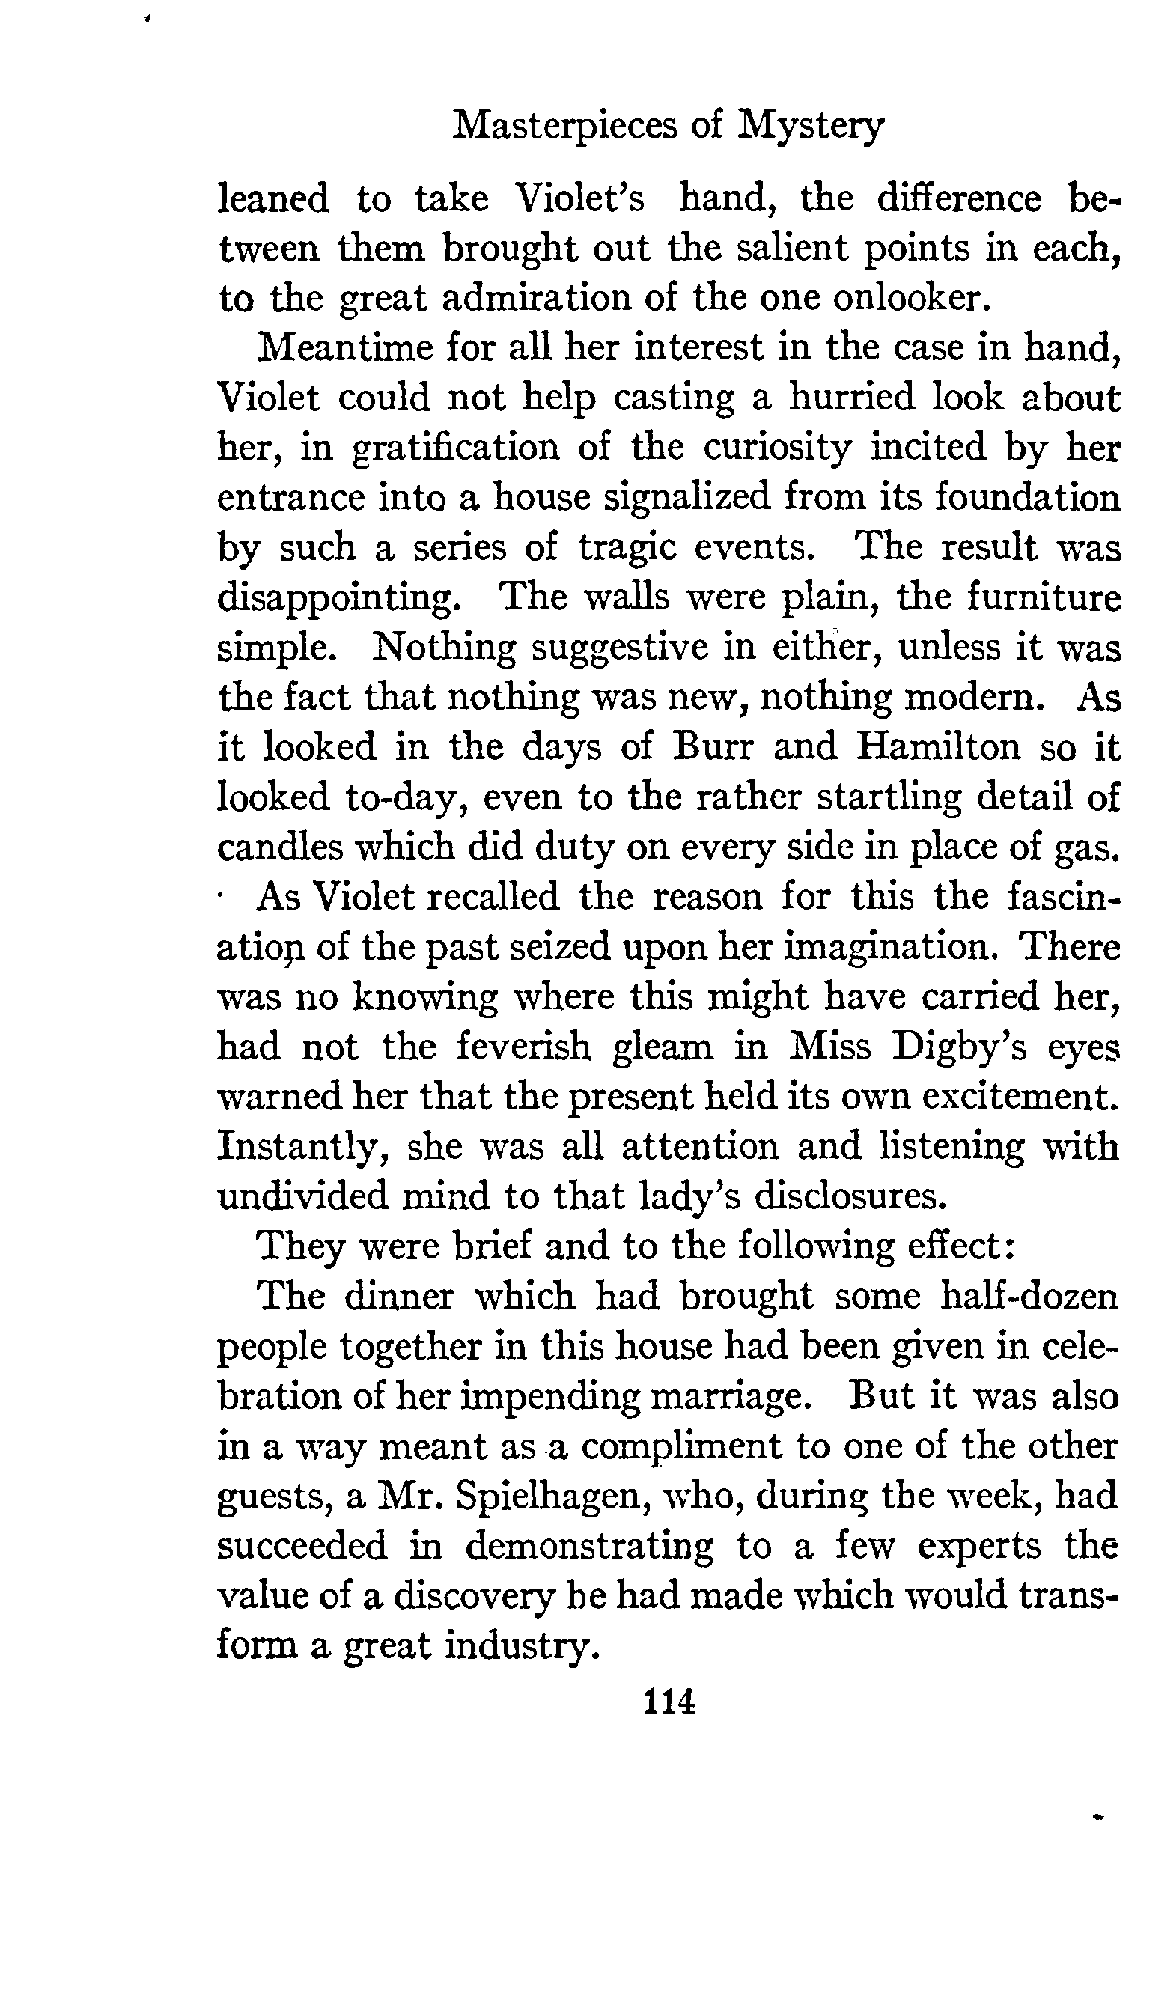 Masterpieces of Mystery
leaned to take Violet's hand, the difference be-
tween them brought out the salient points in each,
to the great admiration of the one onlooker.
Meantime for all her interest in the case in hand,
Violet could not help casting a hurried look about
her, in gratification of the curiosity incited by her
entrance into a house signalized from its foundation
by such a series of tragic events. The result was
disappointing. The walls were plain, the furniture
simple. Nothing suggestive in either, unless it was
the fact that nothing was new, nothing modern. As
it looked in the days of Burr and Hamilton so it
looked to-day, even to the rather startling detail of
candles which did duty on every side in place of gas.
As Violet recalled the reason for this the fascin-
ation of the past seized upon her imagination. There
was no knowing where this might have carried her,
had not the feverish gleam in Miss Digby's eyes
warned her that the present held its own excitement.
Instantly, she was all attention and listening with
undivided mind to that lady's disclosures.
They were brief and to the following effect:
The dinner which had brought some half-dozen
people together in this house had been given in cele-
bration of her impending marriage. But it was also
in a way meant as a compliment to one of the other
guests, a Mr. Spielhagen, who, during the week, had
succeeded in demonstrating to a few experts the
value of a discovery he had made which would trans-
form a great industry.
114